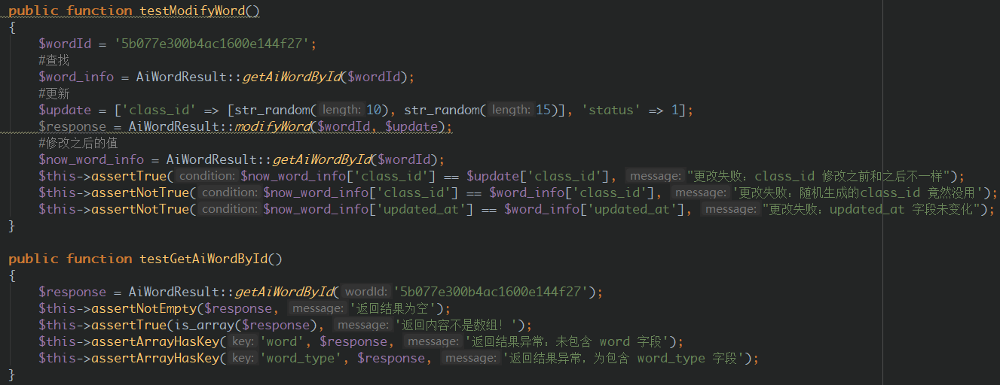 public function testModifyWord()
{
    $wordId = '5b077e300b4ac1600e144f27';
    #查找
    $word_info = AiWordResult::getAiWordById($wordId);
    #更新
    $update = ['class_id' => [str_random( length: 10), str_random( length: 15)], 'status' => 1];
    $response = AiWordResult::modifyWord($wordId, $update);
    #修改之后的值
    $now_word_info = AiWordResult::getAiWordById($wordId);
    $this->assertTrue( condition: $now_word_info['class_id'] == $update['class_id'], message: "更改失败：class_id 修改之前和之后不一样");
    $this->assertNotTrue( condition: $now_word_info['class_id'] == $word_info['class_id'], message: '更改失败：随机生成的class_id 竟然没用');
    $this->assertNotTrue( condition: $now_word_info['updated_at'] == $word_info['updated_at'], message: "更改失败：updated_at 字段未变化");
}

public function testGetAiWordById()
{
    $response = AiWordResult::getAiWordById( wordId: '5b077e300b4ac1600e144f27');
    $this->assertNotEmpty($response, message: '返回结果为空');
    $this->assertTrue(is_array($response), message: '返回内容不是数组！');
    $this->assertArrayHasKey( key: 'word', $response, message: '返回结果异常：未包含 word 字段');
    $this->assertArrayHasKey( key: 'word_type', $response, message: '返回结果异常，为包含 word_type 字段');
}